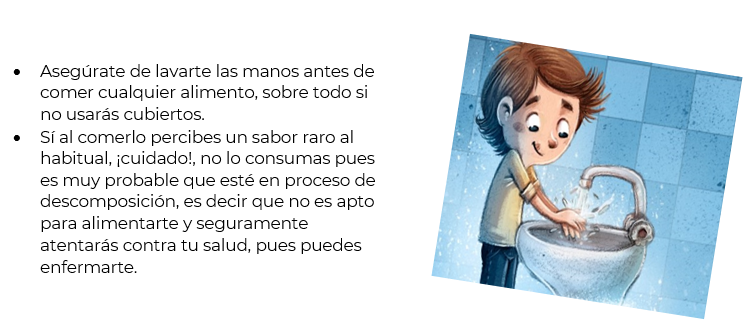 • Asegúrate de lavarte las manos antes de
comer cualquier alimento, sobre todo si
no usarás cubiertos.
• Sí al comerlo percibes un sabor raro al
habitual, ¡cuidado!, no lo consumas pues
es muy probable que esté en proceso de
descomposición, es decir que no es apto
para alimentarte y seguramente
atentarás contra tu salud, pues puedes
enfermarte.